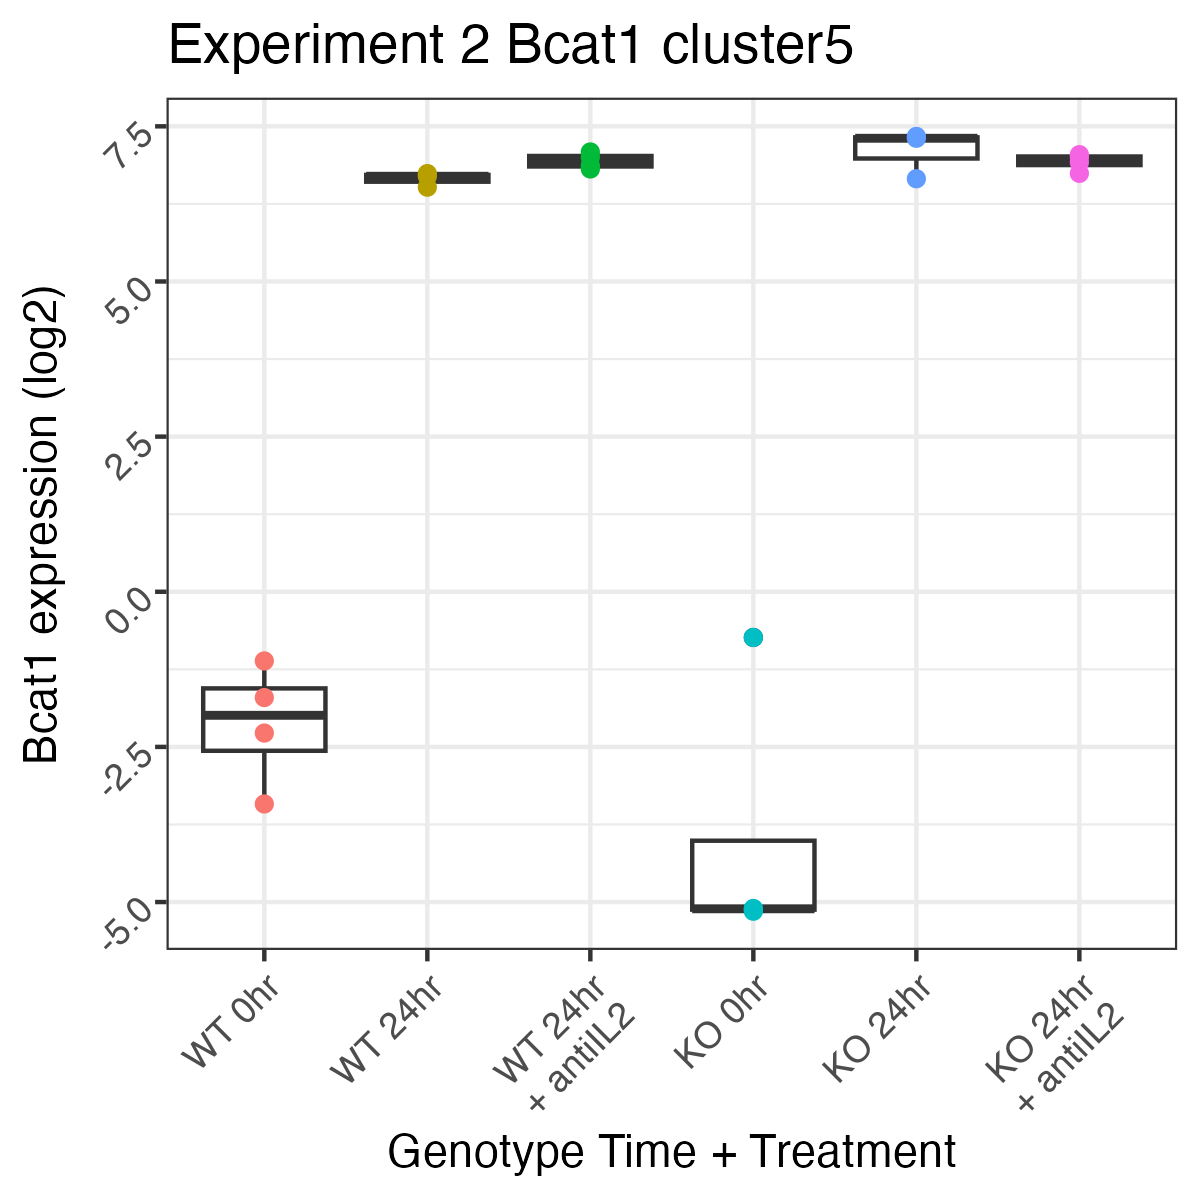 Experiment 2 Bcat1 cluster5
Bcat1 expression (log2)
7.5
5.0
2.5
0.0
-2.5
-5.0
WT 0hr
WT 24hr
WT 24hr
+ antiIL2
KO 0hr
KO 24hr
KO 24hr
+ antiIL2
Genotype Time + Treatment